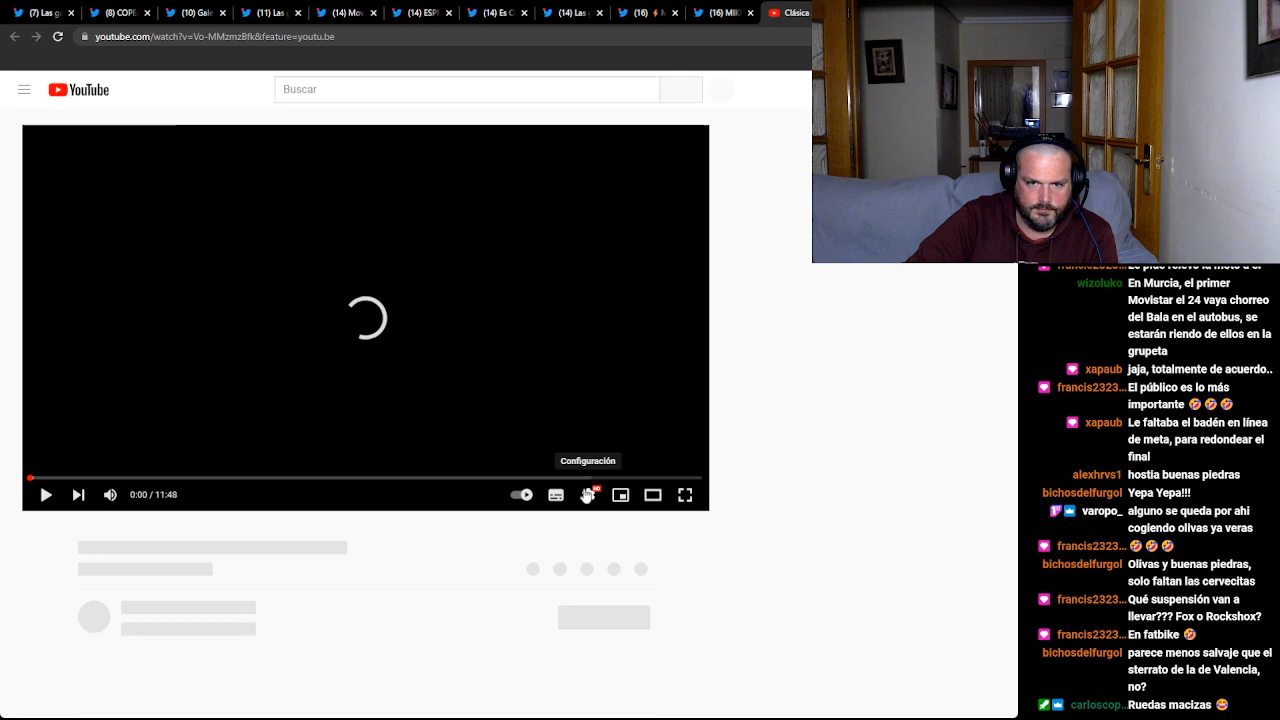 (7) Las g
(8) COPE
(10) Gale
(11) Las g
(14) Mov
(14) ESPN
(14) Es C
(14) Las g
(16)
(16) MIK
Clásica
youtube.com/watch?v=Vo-MMzmzBfk&feature=youtu.be
YouTube
Buscar
Configuración
HD
0:00 / 11:48
wizoluko En Murcia, el primer
Movistar el 24 vaya chorreo
del Bala en el autobus, se
estarán riendo de ellos en la
grupeta
xapaub jaja, totalmente de acuerdo..
francis2323... El público es lo más
importante 🤣🤣🤣
xapaub Le faltaba el badén en línea
de meta, para redondear el
final
alexhrvs1 hostia buenas piedras
bichosdelfurgol Yepa Yepa!!!
varopo_ alguno se queda por ahi
cogiendo olivas ya veras
francis2323... 🤣🤣🤣
bichosdelfurgol Olivas y buenas piedras,
solo faltan las cervecitas
francis2323... Qué suspensión van a
llevar??? Fox o Rockshox?
francis2323... En fatbike 🤣
bichosdelfurgol parece menos salvaje que el
sterrato de la de Valencia,
no?
carloscop... Ruedas macizas 😂